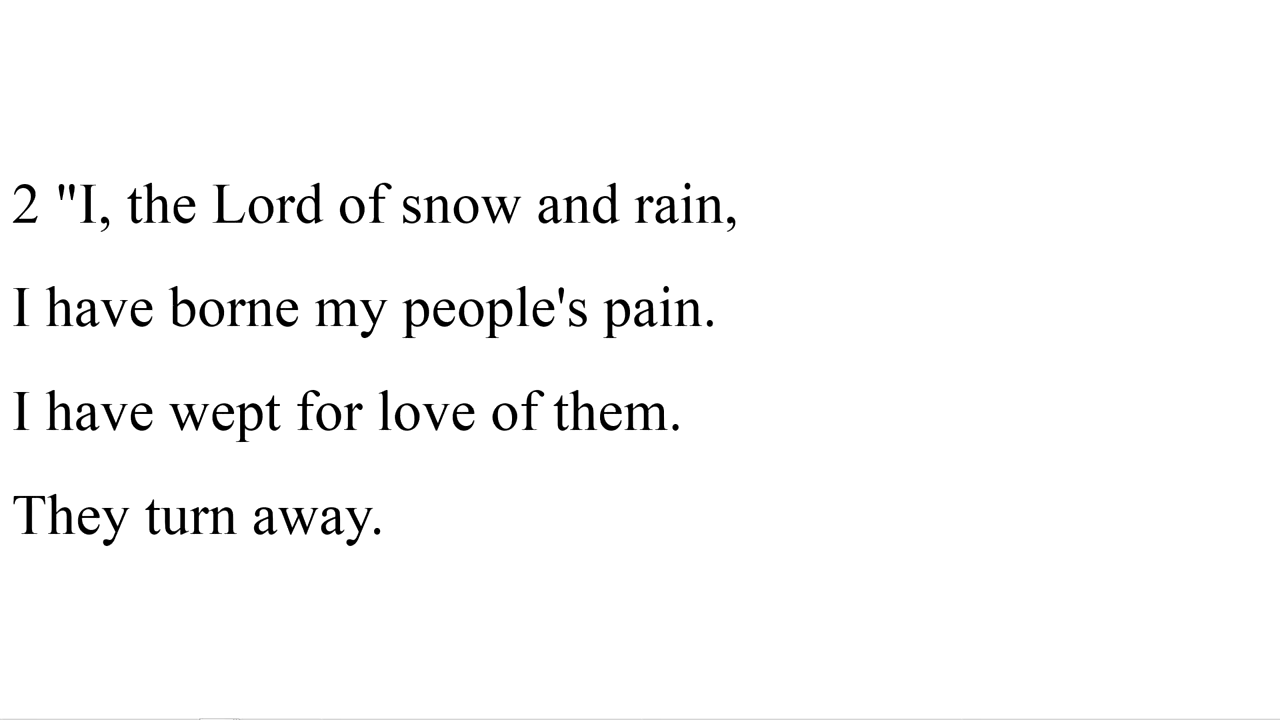 2 "I, the Lord of snow and rain,
I have borne my people's pain.
I have wept for love of them.
They turn away.